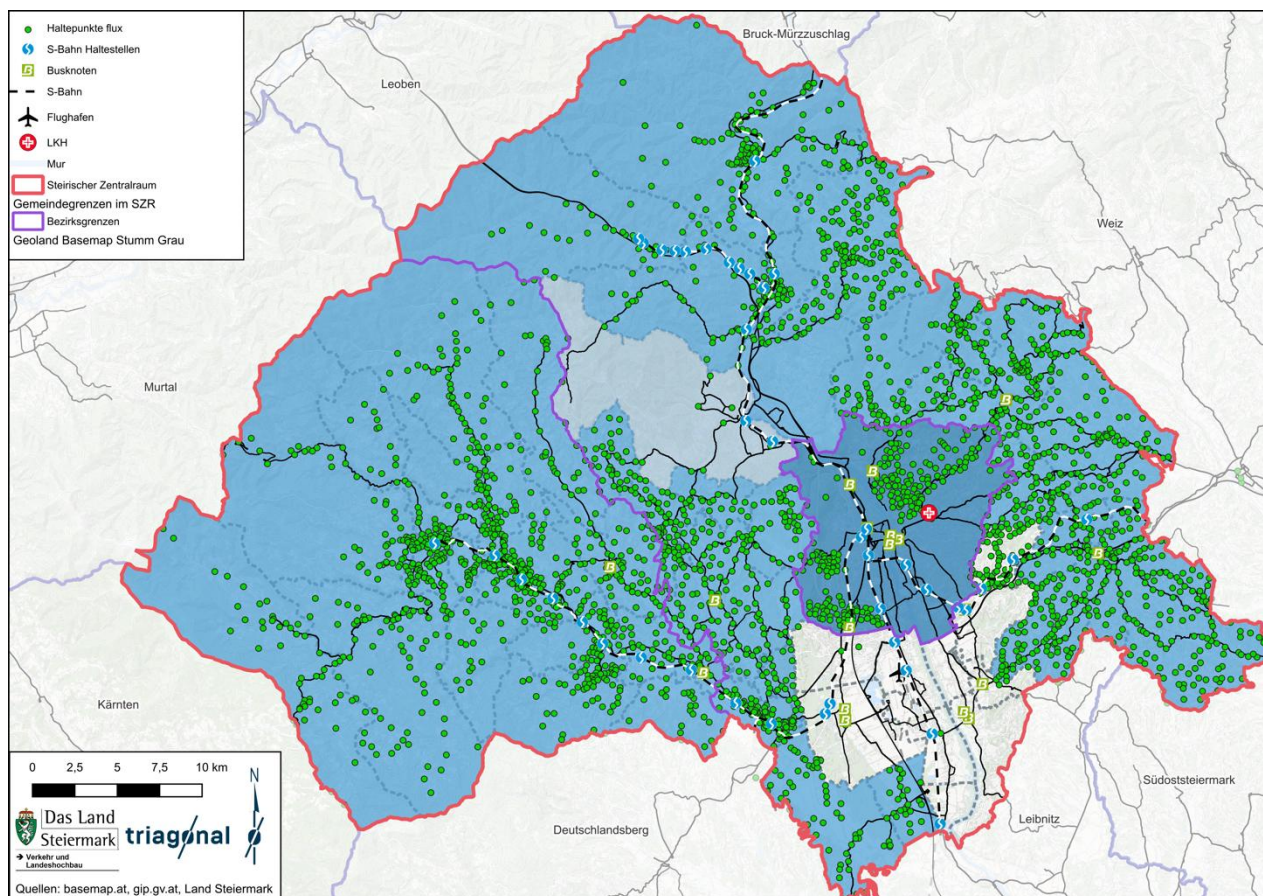 Haltepunkte flux
S-Bahn Haltestellen
Busknoten
S-Bahn
Flughafen
LKH
Mur
Steirischer Zentralraum
Gemeindegrenzen im SZR
Bezirksgrenzen
Geoland Basemap Stumm Grau
Bruck-Mürzzuschlag
Leoben
Weiz
Murtal
Kärnten
Deutschlandsberg
Leibnitz
Südoststeiermark
0 2,5 5 7,5 10 km
N
Das Land
Steiermark
→ Verkehr und
Landeshochbau
triagonal
Quellen: basemap.at, gip.gv.at, Land Steiermark